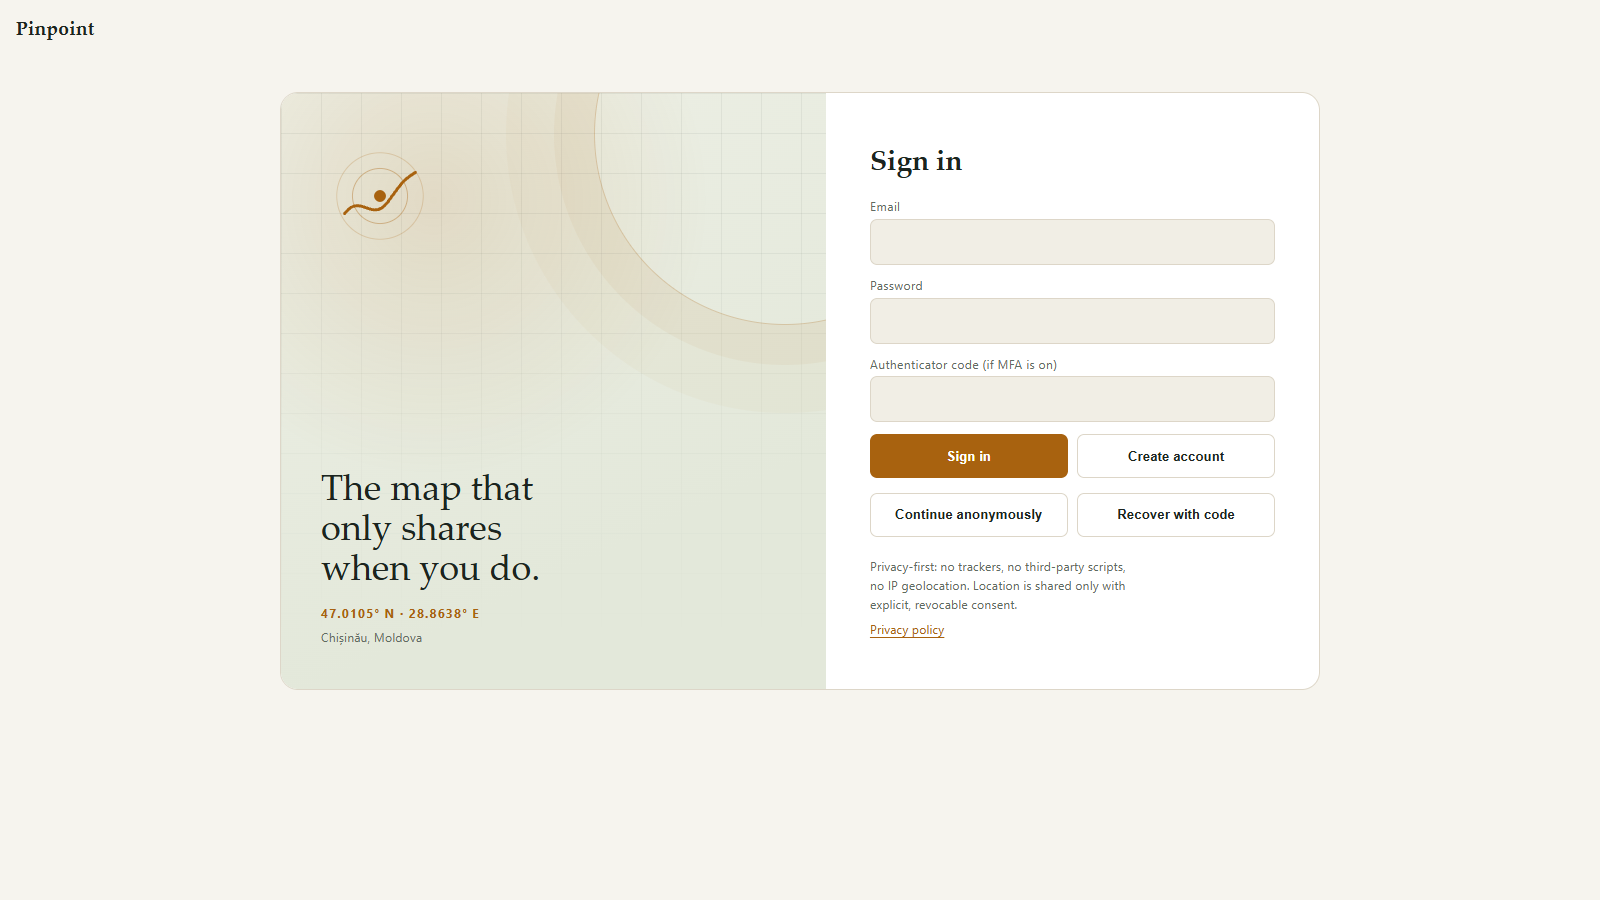 Pinpoint
The map that
only shares
when you do.
47.0105° N · 28.8638° E
Chișinău, Moldova
Sign in
Email
Password
Authenticator code (if MFA is on)
Sign in
Create account
Continue anonymously
Recover with code
Privacy-first: no trackers, no third-party scripts,
no IP geolocation. Location is shared only with
explicit, revocable consent.
Privacy policy